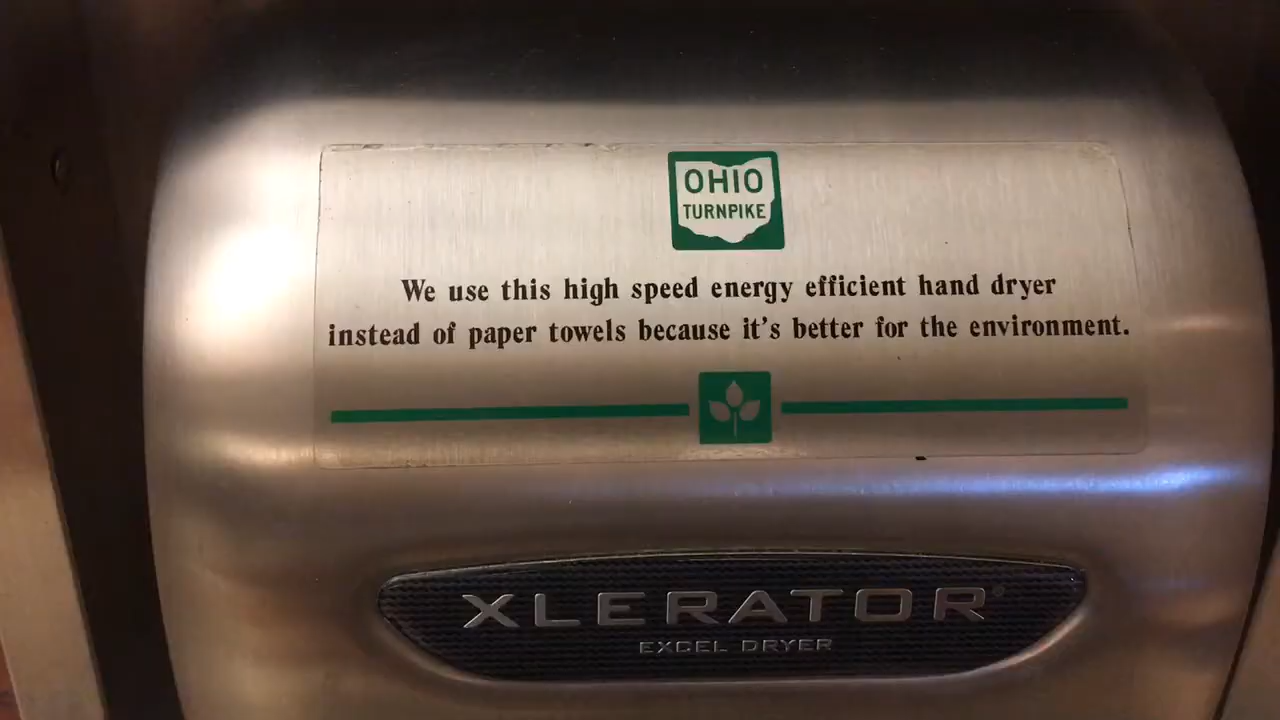 OHIO
TURNPIKE
We use this high speed energy efficient hand dryer
instead of paper towels because it's better for the environment.
XLERATOR®
EXCEL DRYER